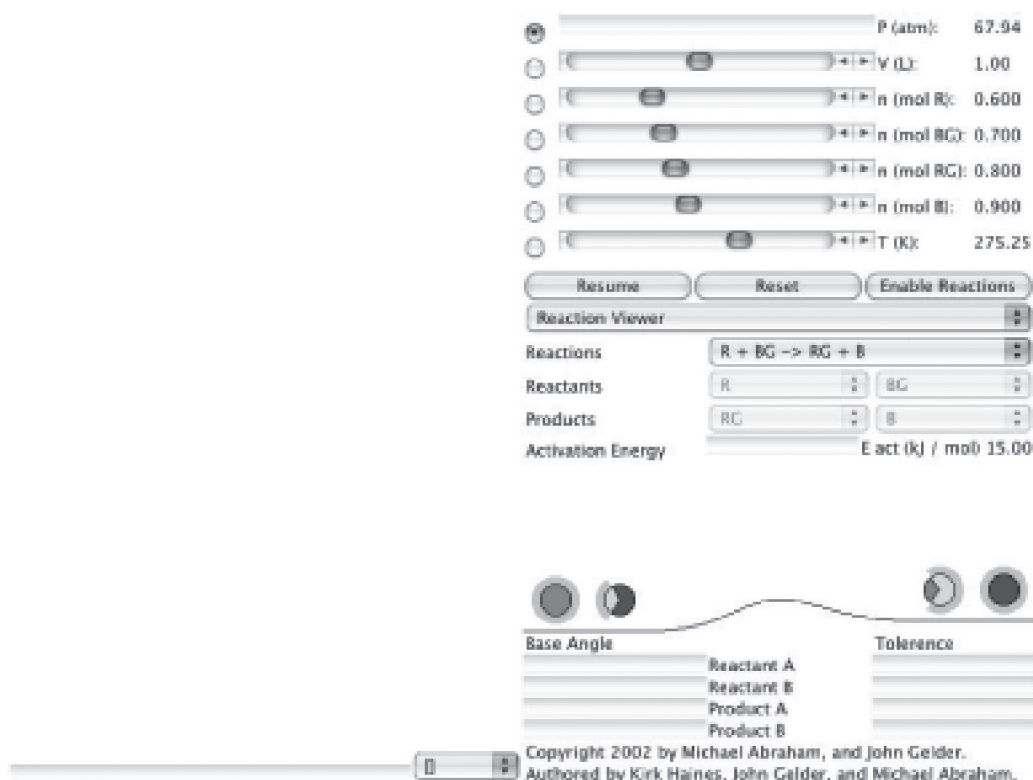 P (atm): 67.94
V (L): 1.00
n (mol R): 0.600
n (mol BG): 0.700
n (mol RG): 0.800
n (mol B): 0.900
T (K): 275.25
Resume Reset Enable Reactions
Reaction Viewer
Reactions R + BG -> RG + B
Reactants R BG
Products RG B
Activation Energy E act (kJ / mol) 15.00
Base Angle Tolerence
Reactant A
Reactant B
Product A
Product B
Copyright 2002 by Michael Abraham, and John Gelder.
Authored by Kirk Haines, John Gelder, and Michael Abraham.